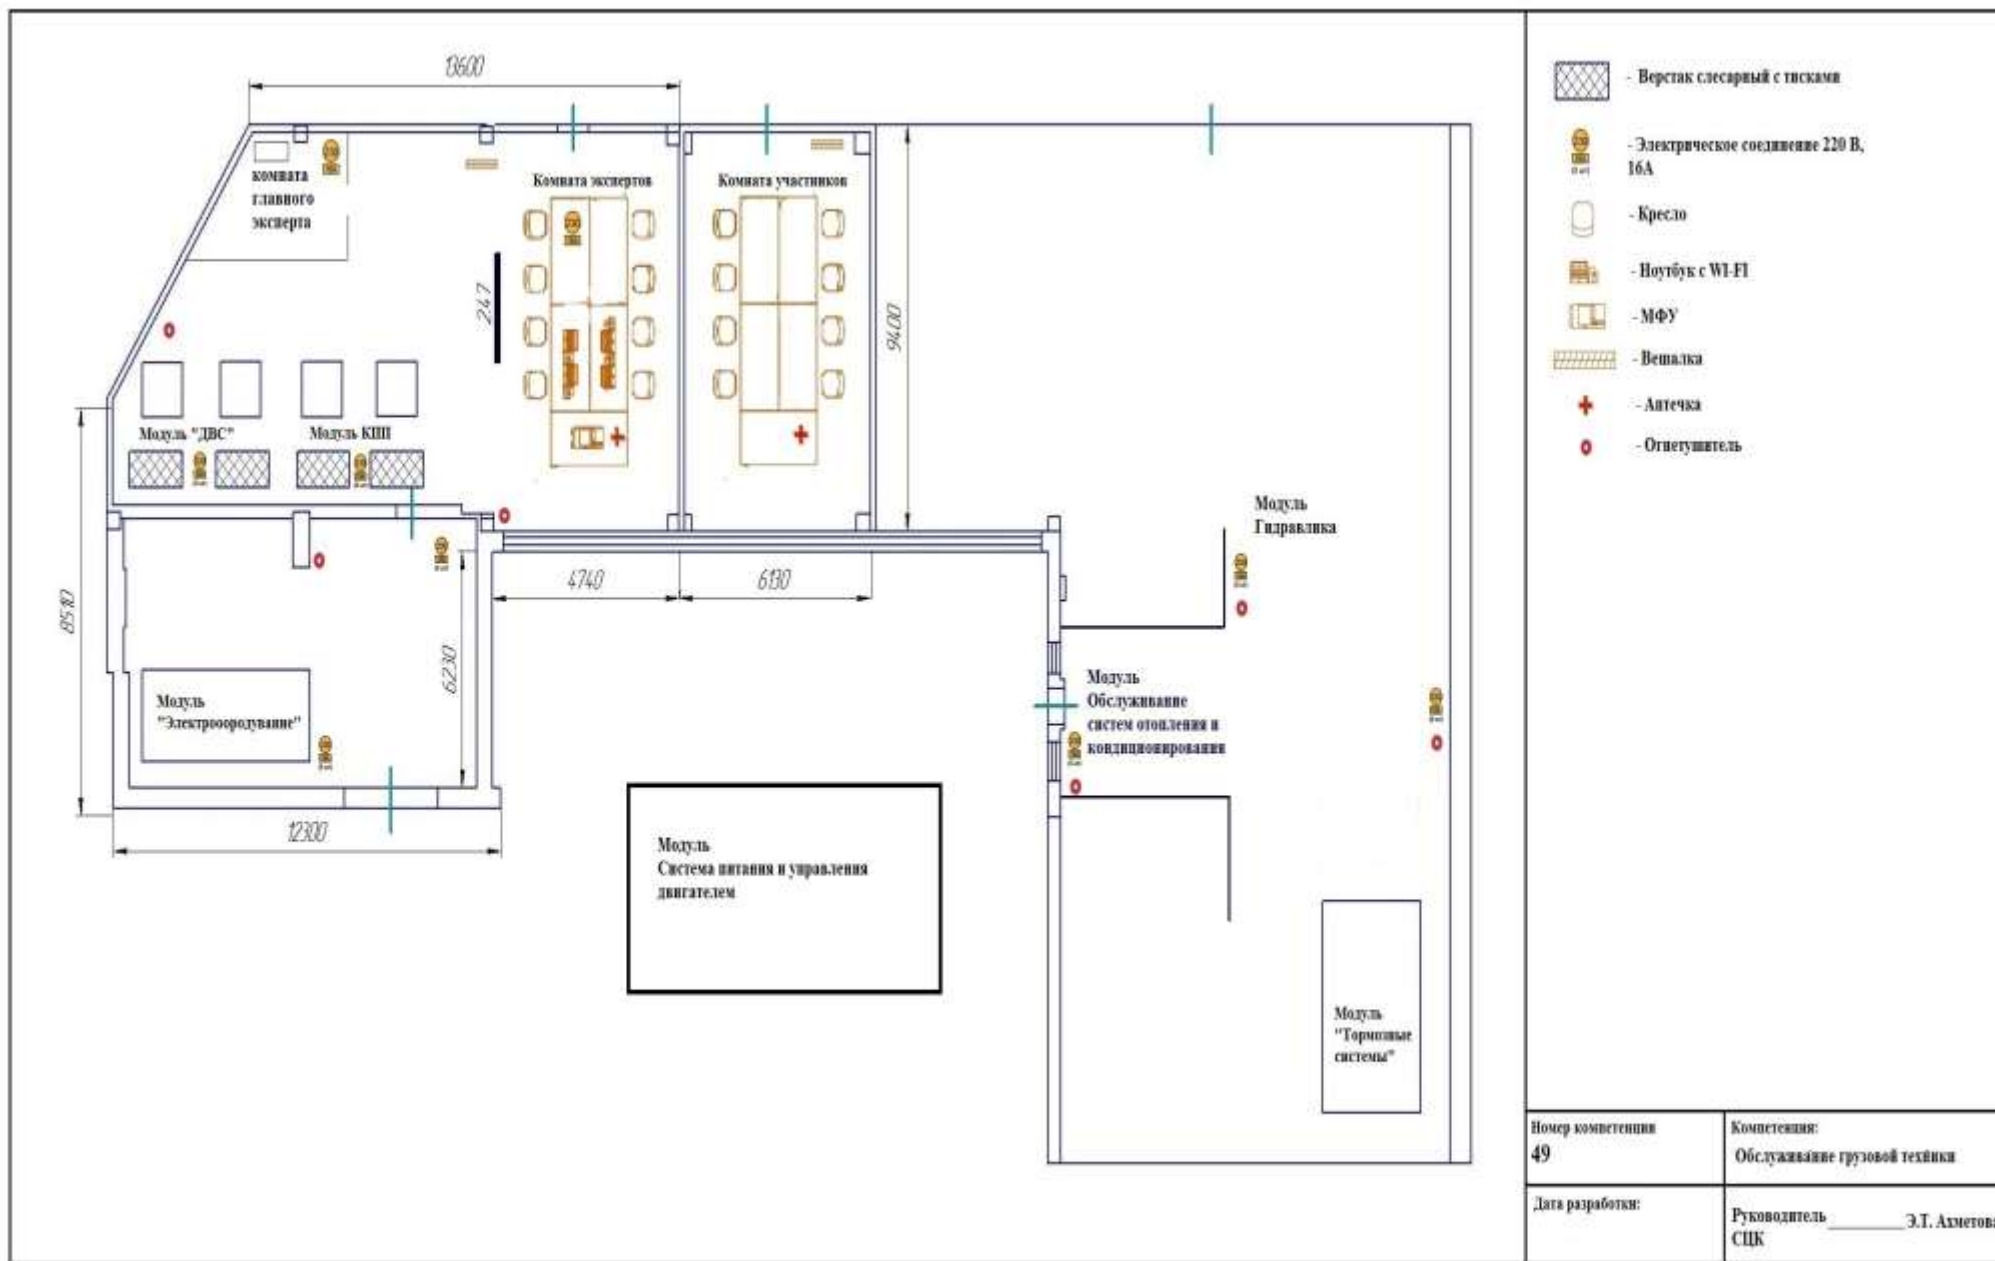 13600
комната
главного
эксперта
Комната экспертов
Комната участников
247
9400
Модуль "ДВС"
Модуль КПП
8510
4740
6130
6230
12300
Модуль
"Электроородувание"
Модуль
Гидравлика
Модуль
Обслуживание
систем отопления и
кондиционирования
Модуль
Система питания и управления
двигателем
Модуль
"Тормозные
системы"
- Верстак слесарный с тисками
- Электрическое соединение 220 В,
16А
- Кресло
- Ноутбук с WI-FI
- МФУ
- Вешалка
- Аптечка
- Огнетушитель
Номер компетенции
49
Компетенция:
Обслуживание грузовой техники
Дата разработки:
Руководитель ________ Э.Т. Ахметова
СЦК